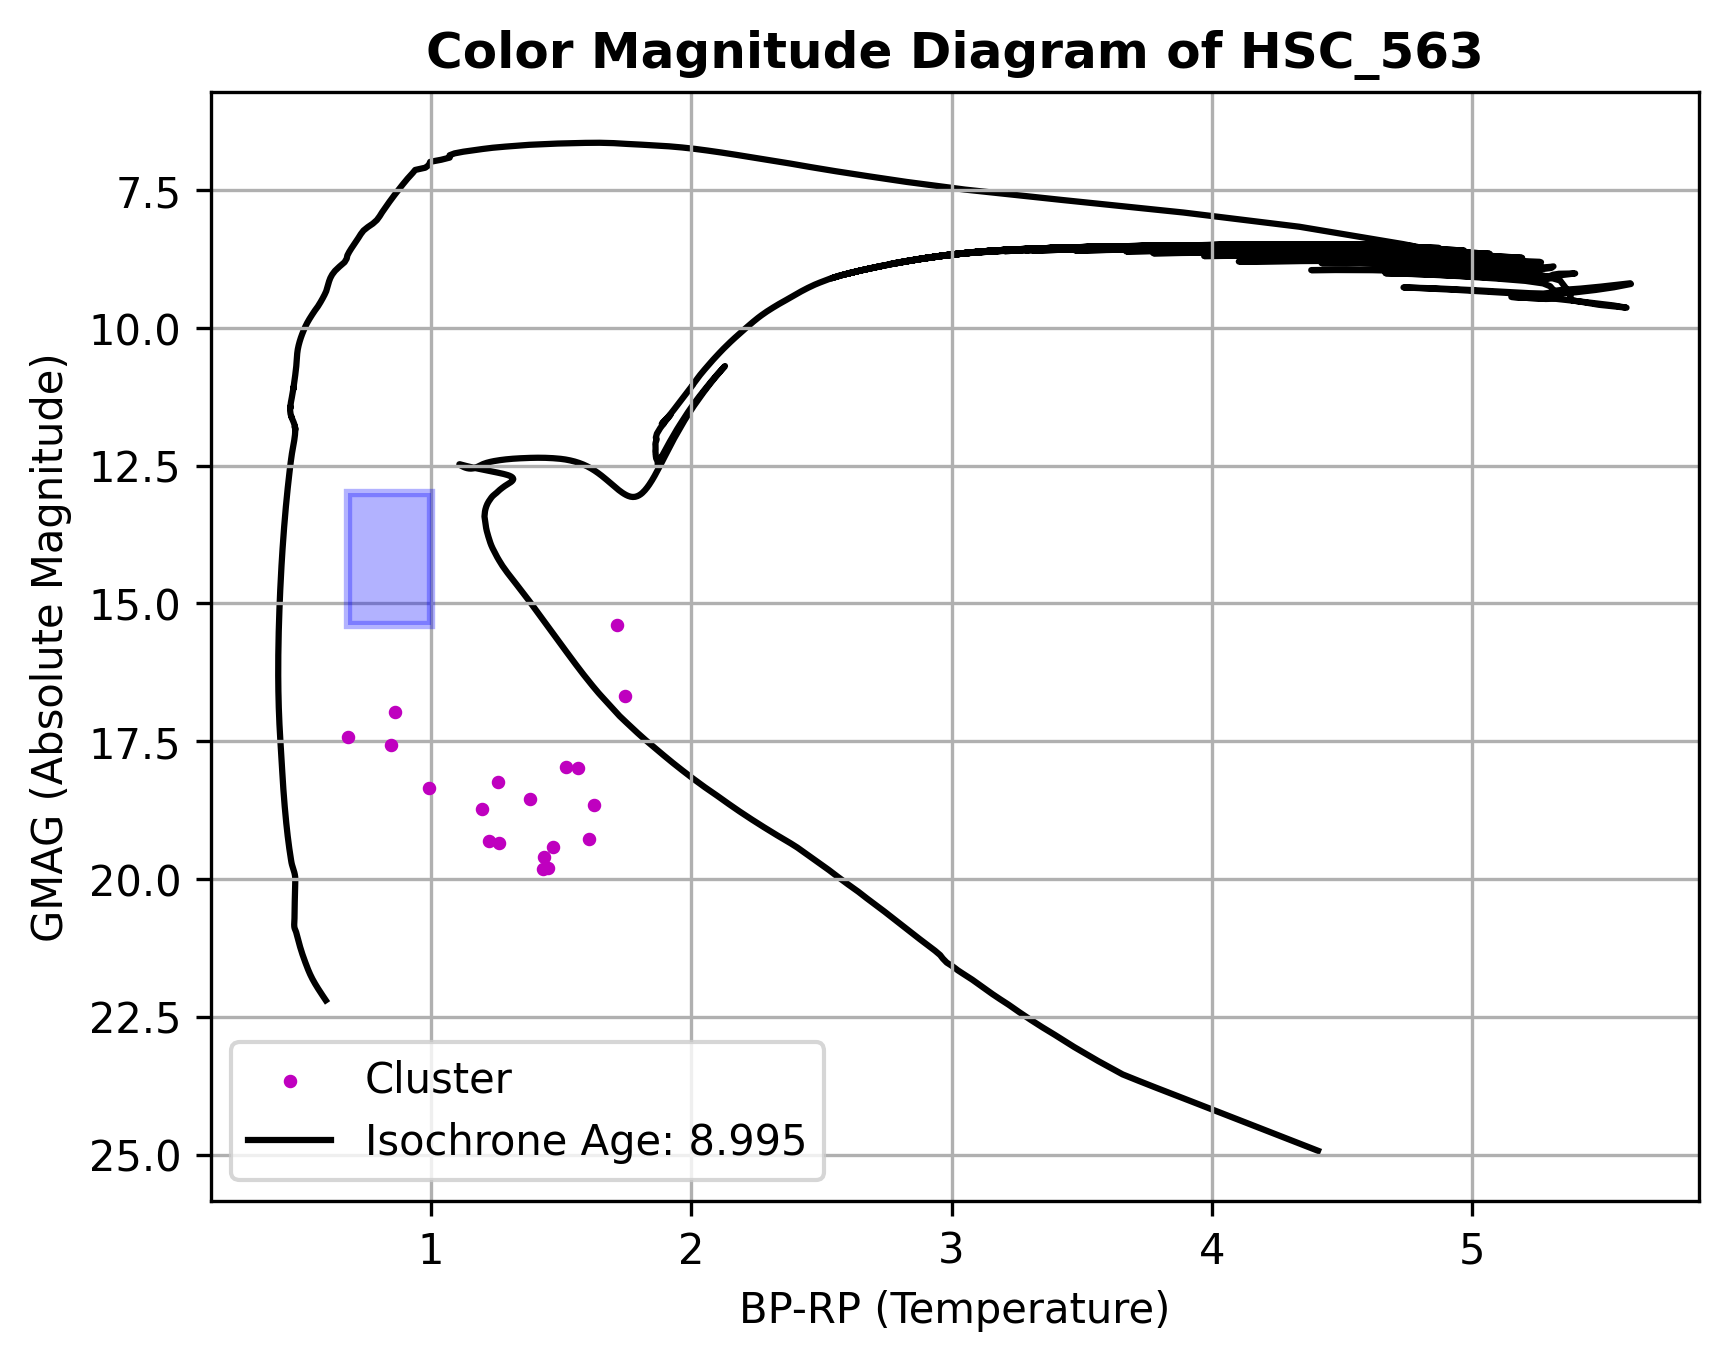 Color Magnitude Diagram of HSC_563
GMAG (Absolute Magnitude)
7.5
10.0
12.5
15.0
17.5
20.0
22.5
25.0
Cluster
Isochrone Age: 8.995
1 2 3 4 5
BP-RP (Temperature)